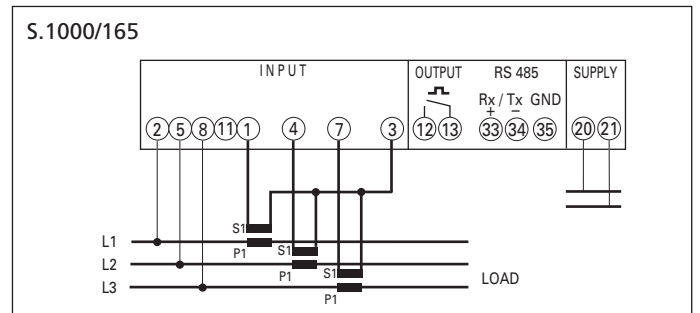 S.1000/165
INPUT OUTPUT RS 485 SUPPLY
Rx / Tx GND
+ −
2 5 8 11 1 4 7 3 12 13 33 34 35 20 21
S1
L1
P1 S1
L2
P1 S1 LOAD
L3
P1